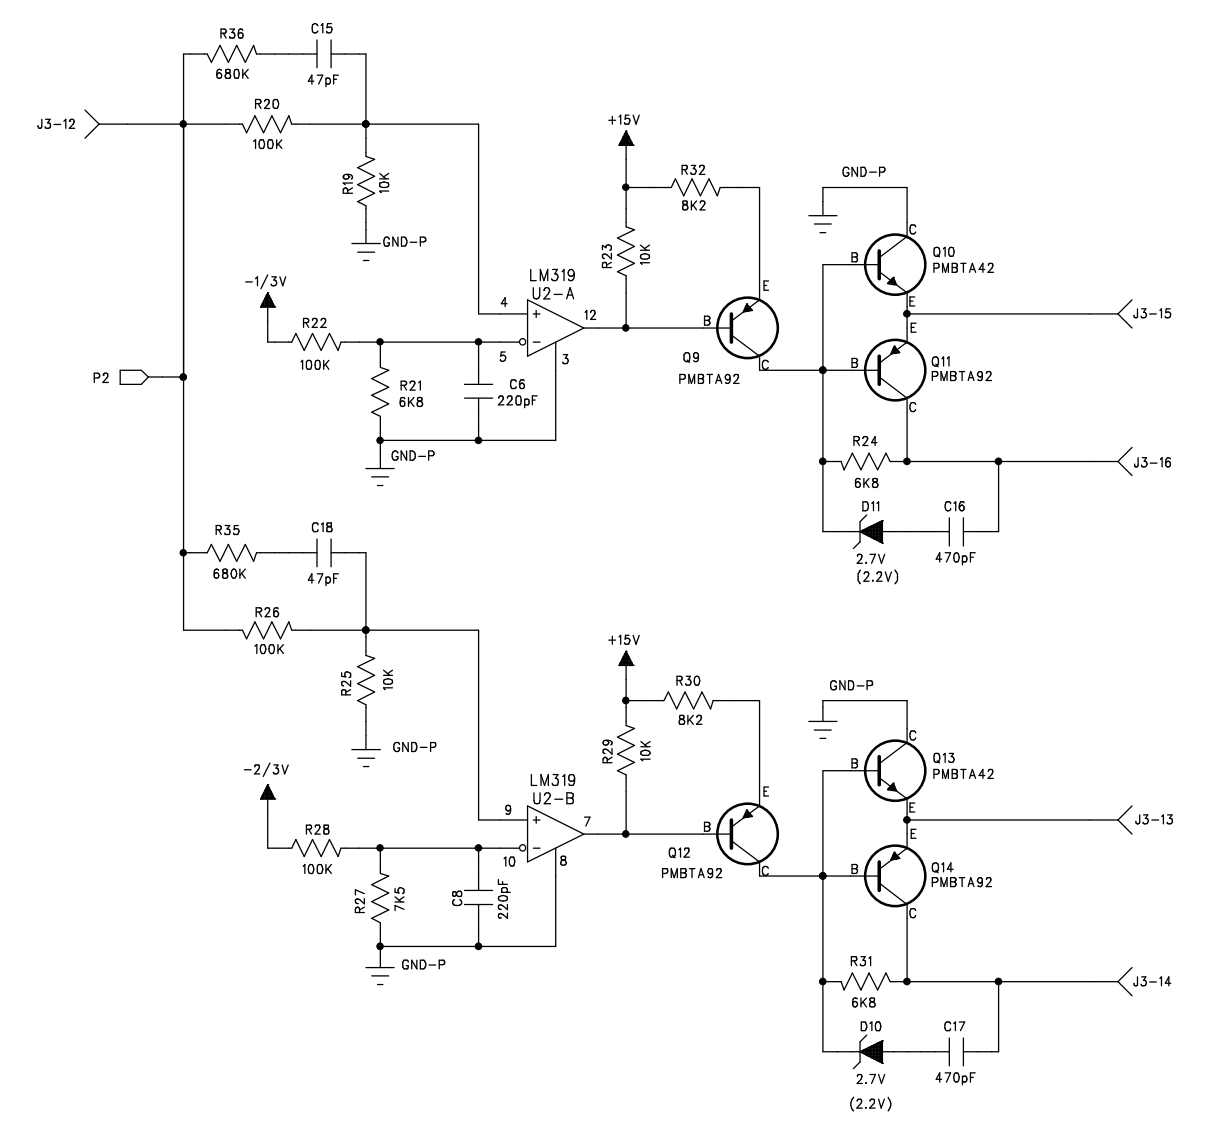 R36
680K
C15
47pF
J3-12
R20
100K
R19
10K
GND-P
+15V
R32
8K2
R23
10K
GND-P
C
B
Q10
PMBTA42
E
-1/3V
R22
100K
LM319
U2-A
4
+
12
5
-
3
B
E
C
Q9
PMBTA92
J3-15
E
B
Q11
PMBTA92
C
P2
R21
6K8
C6
220pF
GND-P
R24
6K8
J3-16
D11
2.7V
(2.2V)
C16
470pF
R35
680K
C18
47pF
R26
100K
R25
10K
GND-P
+15V
R30
8K2
R29
10K
GND-P
C
B
Q13
PMBTA42
E
-2/3V
R28
100K
LM319
U2-B
9
+
7
10
-
8
B
E
C
Q12
PMBTA92
J3-13
E
B
Q14
PMBTA92
C
R27
7K5
C8
220pF
GND-P
R31
6K8
J3-14
D10
2.7V
(2.2V)
C17
470pF